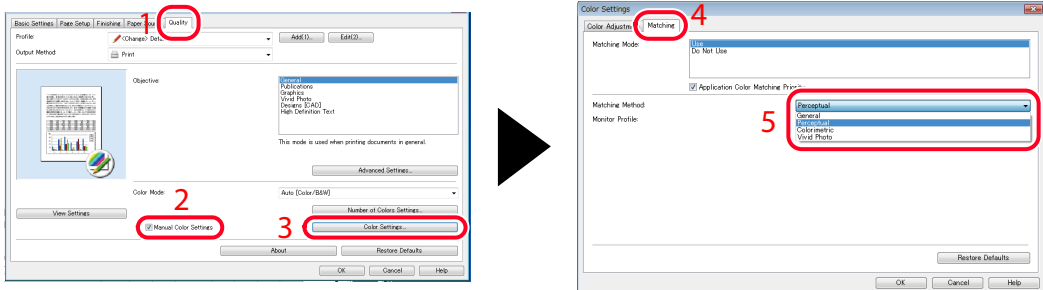 Basic Settings Page Setup Finishing Paper Quality
1
Profile: <Change> Add(1)... Edit(2)...
Output Method: Print
Objective:
General
Publications
Graphics
Vivid Photo
Designs [CAD]
High Definition Text
This mode is used when printing documents in general.
Advanced Settings...
Color Mode: Auto [Color/B&W]
2
View Settings
Number of Colors Settings...
Manual Color Settings
3
Color Settings...
About
Restore Defaults
OK Cancel Help
Color Settings
4
Color Matching
Matching Mode:
Use
Do Not Use
Application Color Matching
Matching Method: Perceptual
5
General
Monitor Profile: Perceptual
Colorimetric
Vivid Photo
Restore Defaults
OK Cancel Help